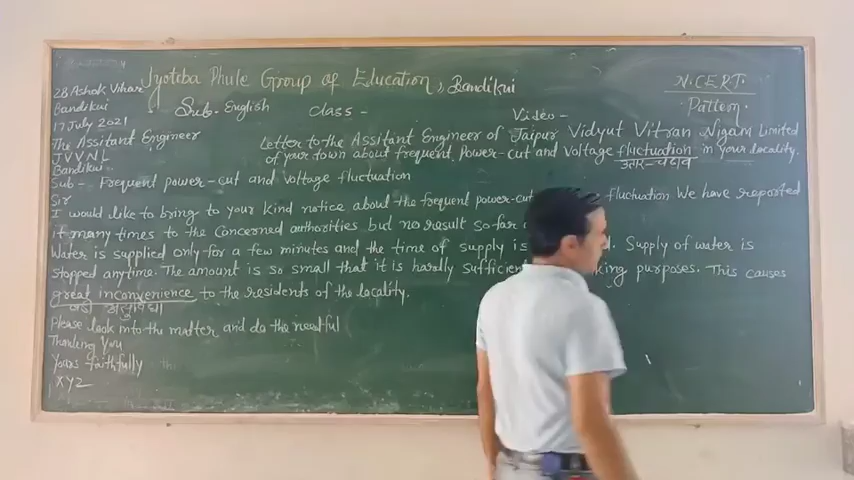 Jyotoba Phule Group of Education, Bandikui
N.CERT.
Pattern
28 Ashok Vihar
Bandikui
Sub. English
Class -
Video -
17 July 2021
The Assitant Engineer
JVVNL
Bandikui
Letter to the Assitant Engineer of Jaipur Vidyut Vitran Nigam Limited
of your town about frequent Power-cut and Voltage fluctuation in your locality.
उतार-चढाव
Sub- Frequent power-cut and Voltage fluctuation
Sir
I would like to bring to your kind notice about the frequent power-cut fluctuation We have reported
it many times to the Concerned authorities but no result so far
Water is supplied only for a few minutes and the time of supply is Supply of water is
stopped anytime. The amount is so small that it is hardly sufficien king purposes. This causes
great inconvenience to the residents of the locality.
Please look into the matter and do the needful
Thanking You
Yours faithfully
XYZ